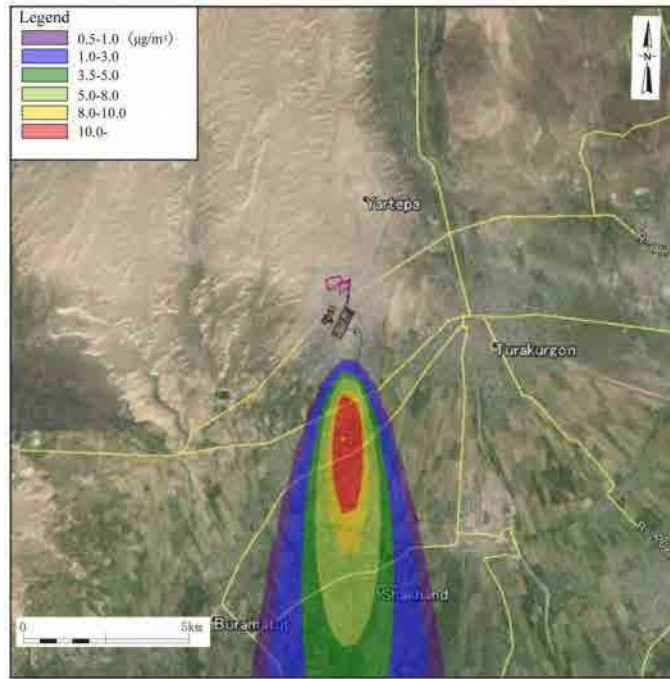 Legend
0.5-1.0 (μg/m³)
1.0-3.0
3.5-5.0
5.0-8.0
8.0-10.0
10.0-
N
Yartepa
Turakurgon
Shakhand
0 5km